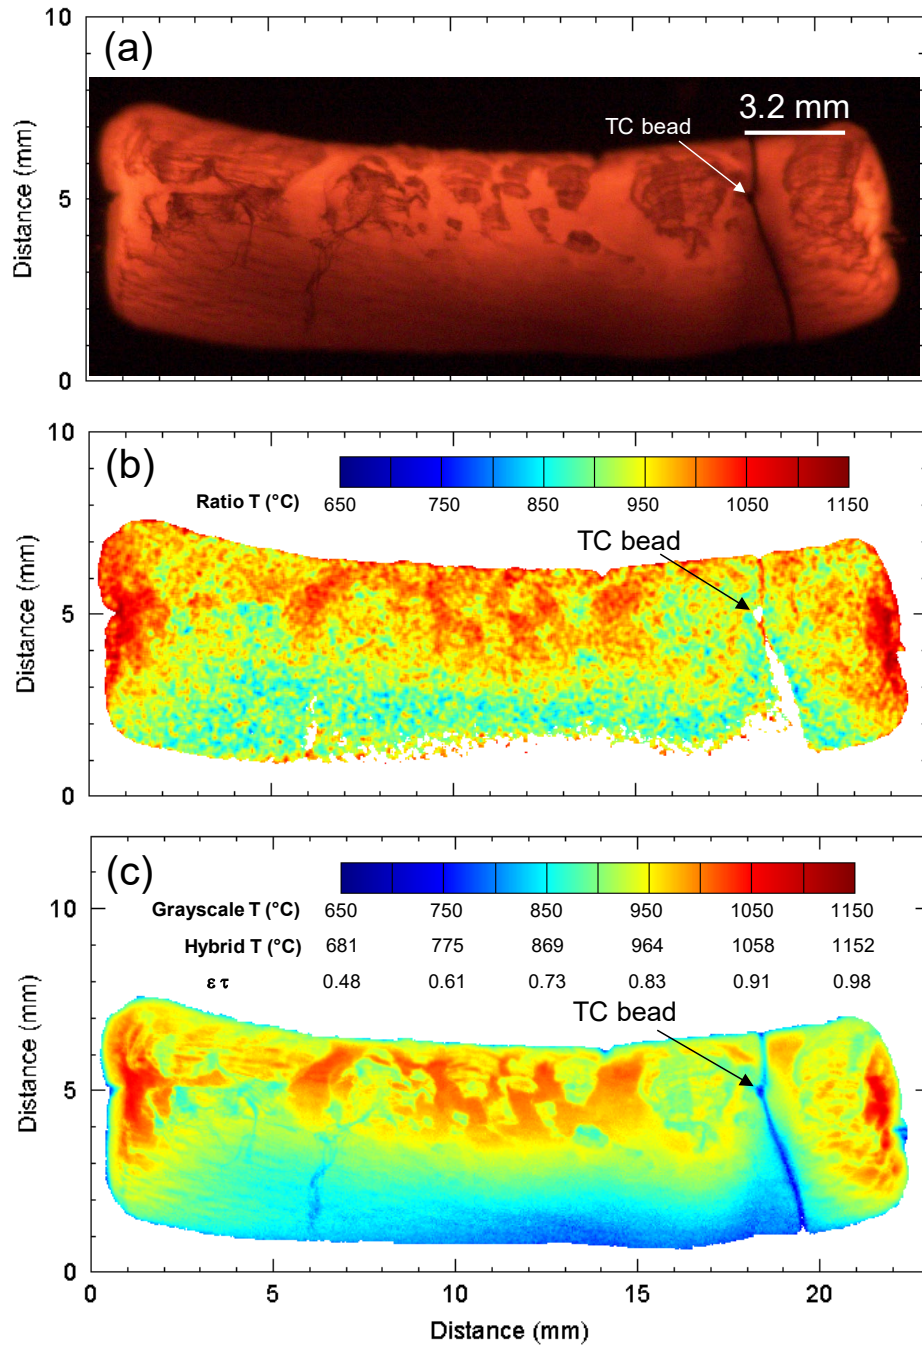 10
(a)
3.2 mm
TC bead
Distance (mm)
5
0
10
(b)
Ratio T (°C)
650 750 850 950 1050 1150
TC bead
Distance (mm)
5
0
(c)
10
Grayscale T (°C) 650 750 850 950 1050 1150
Hybrid T (°C) 681 775 869 964 1058 1152
ε τ 0.48 0.61 0.73 0.83 0.91 0.98
TC bead
Distance (mm)
5
0
0 5 10 15 20
Distance (mm)